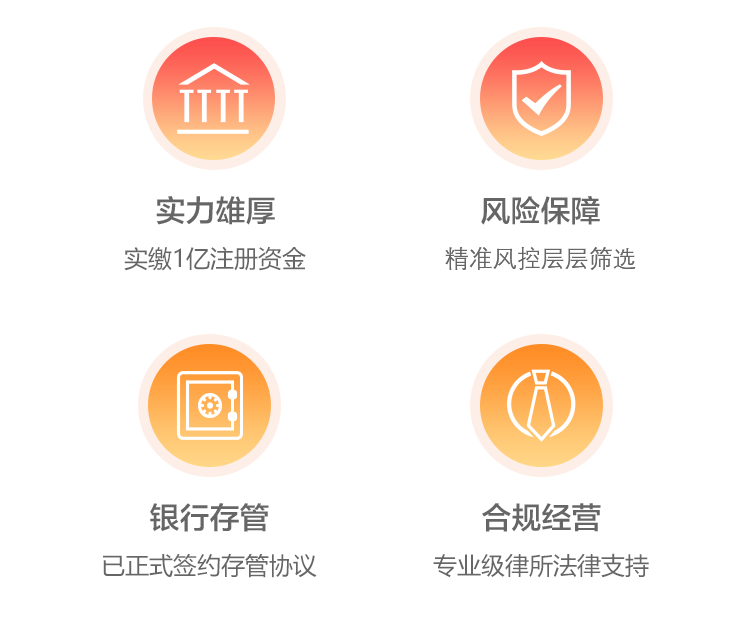 实力雄厚
实缴1亿注册资金
风险保障
精准风控层层筛选
银行存管
已正式签约存管协议
合规经营
专业级律所法律支持